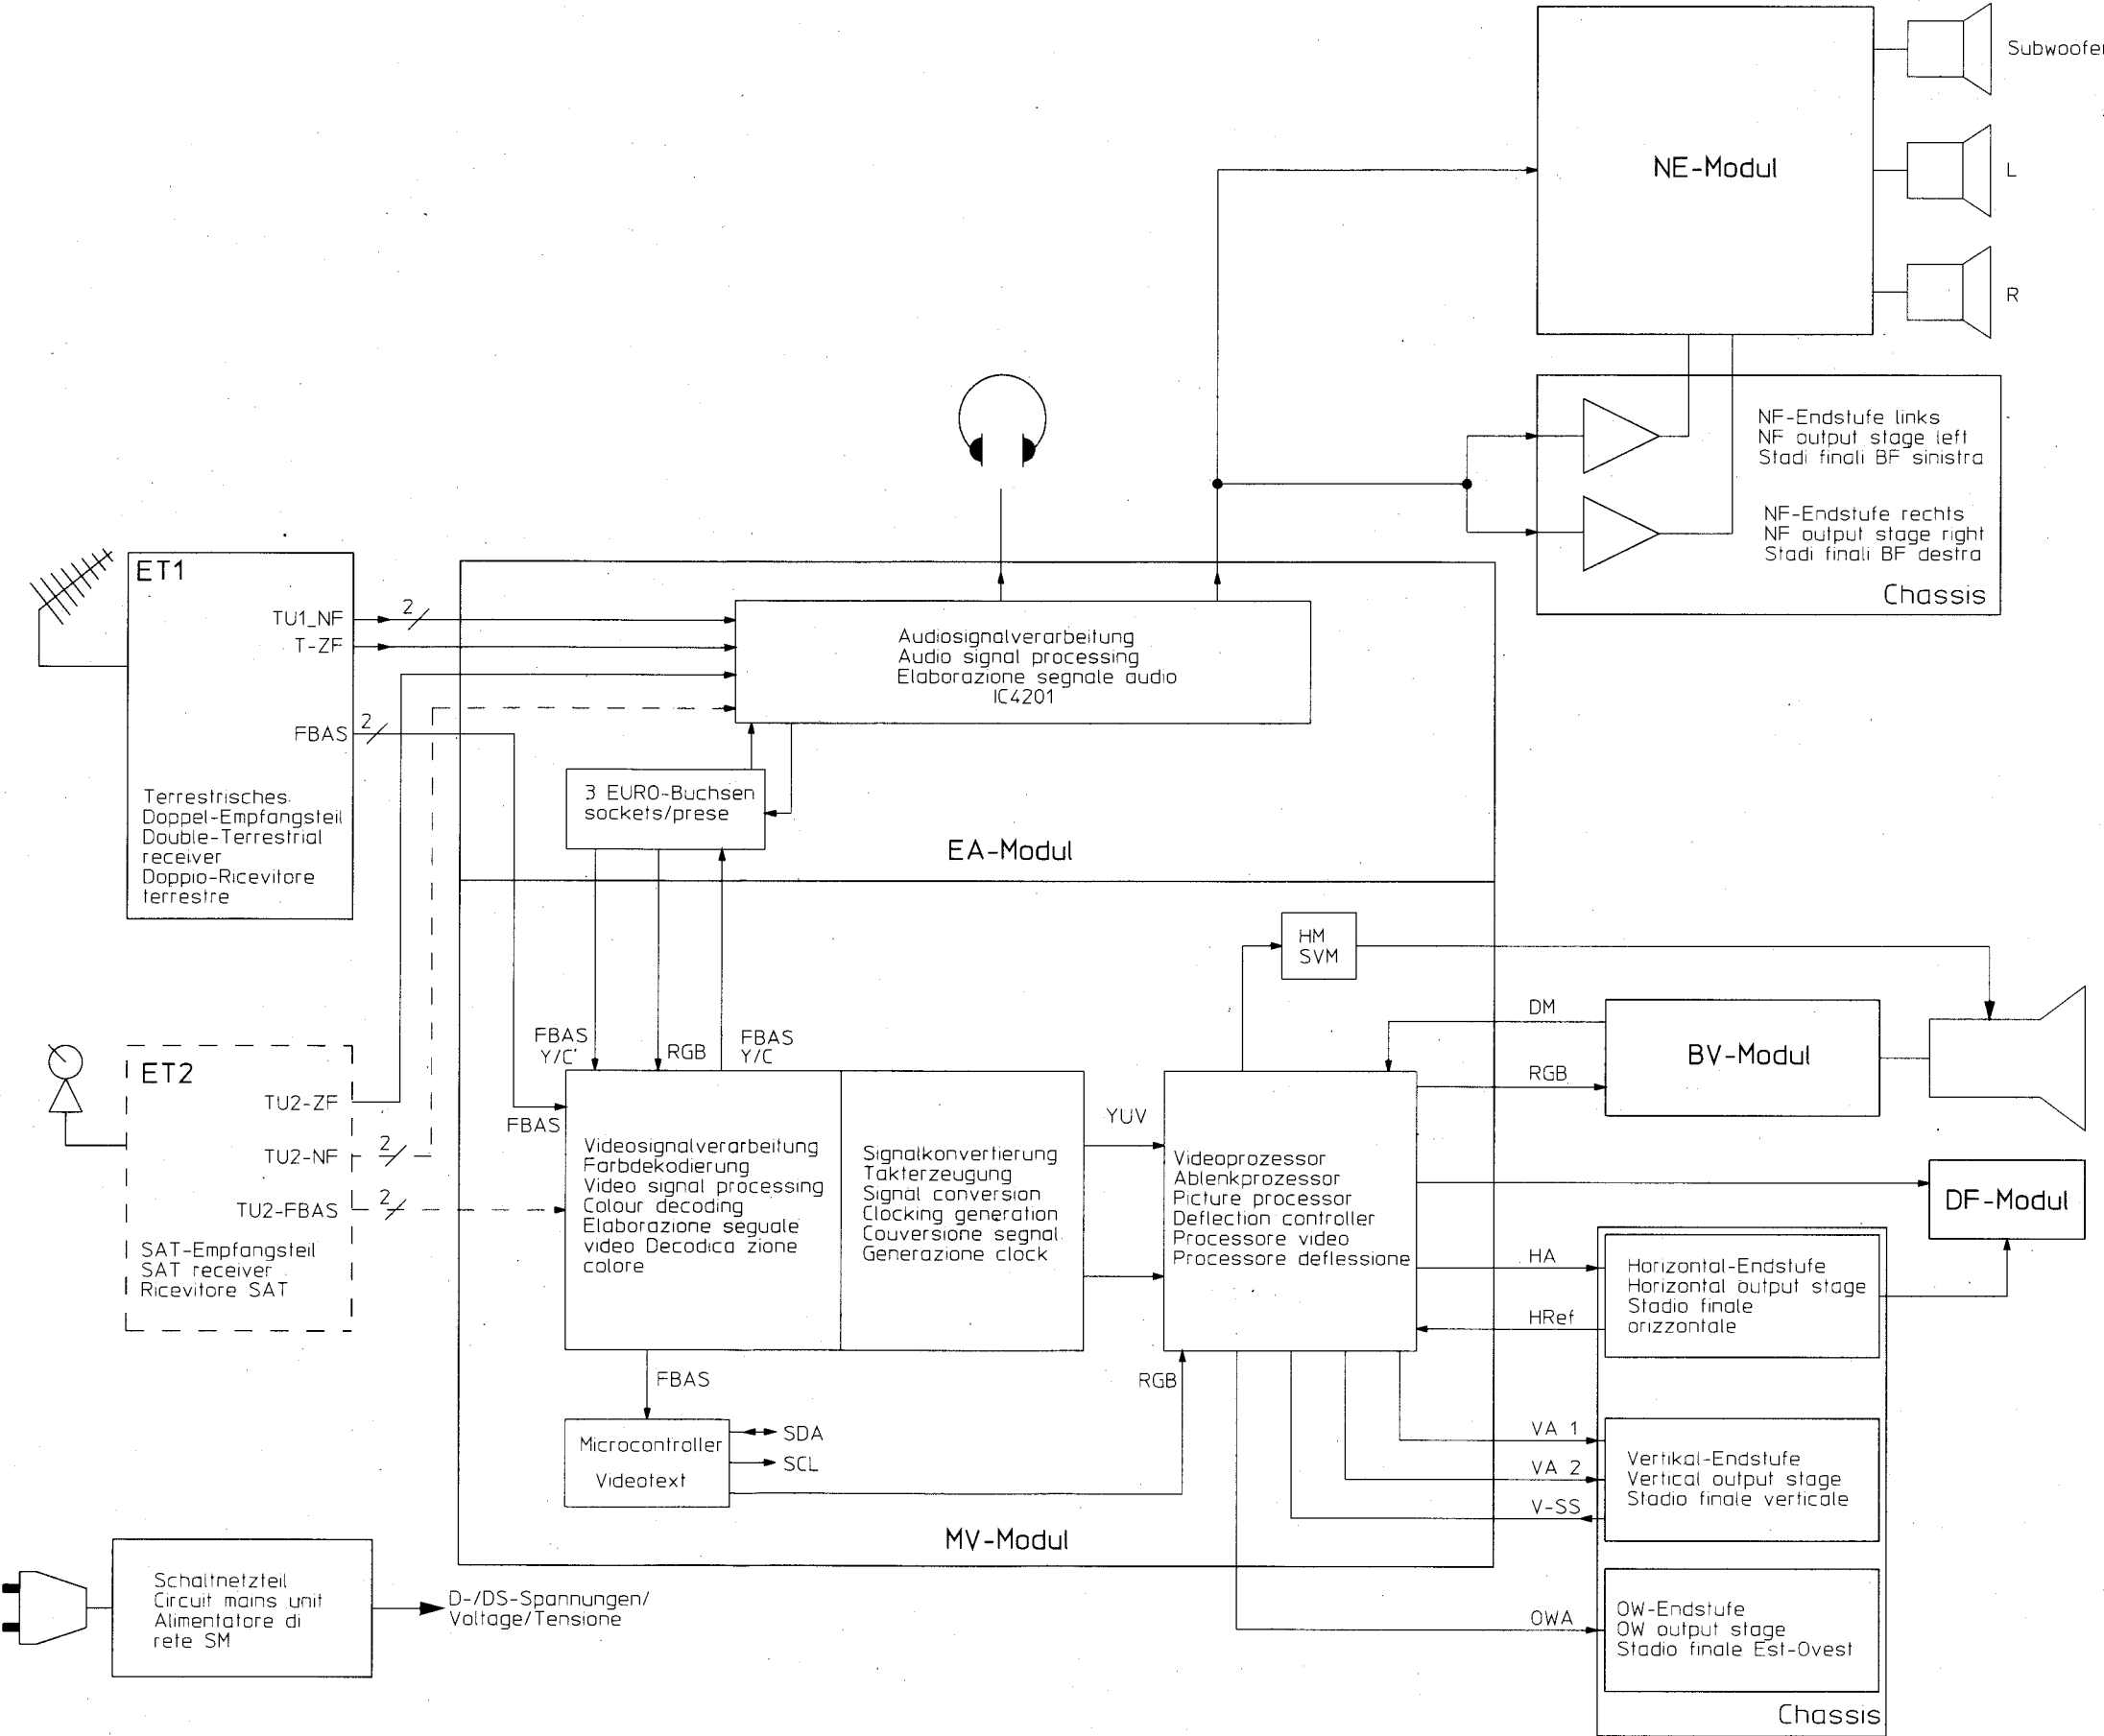 Subwoofer
NE-Modul
L
R
NF-Endstufe links
NF output stage left
Stadi finali BF sinistra
NF-Endstufe rechts
NF output stage right
Stadi finali BF destra
Chassis
ET1
TU1_NF
2
T-ZF
FBAS
2
Terrestrisches
Doppel-Empfangsteil
Double-Terrestrial
receiver
Doppio-Ricevitore
terrestre
Audiosignalverarbeitung
Audio signal processing
Elaborazione segnale audio
IC4201
3 EURO-Buchsen
sockets/prese
EA-Modul
HM
SVM
ET2
TU2-ZF
TU2-NF
2
TU2-FBAS
2
SAT-Empfangsteil
SAT receiver
Ricevitore SAT
FBAS
Y/C
RGB
FBAS
Y/C
FBAS
Videosignalverarbeitung
Farbdekodierung
Video signal processing
Colour decoding
Elaborazione seguale
video Decodica zione
colore
Signalkonvertierung
Takterzeugung
Signal conversion
Clocking generation
Couversione segnal.
Generazione clock
YUV
Videoprozessor
Ablenkprozessor
Picture processor
Deflection controller
Processore video
Processore deflessione
DM
RGB
BV-Modul
DF-Modul
HA
HRef
Horizontal-Endstufe
Horizontal output stage
Stadio finale
orizzontale
FBAS
RGB
Microcontroller
Videotext
SDA
SCL
VA 1
VA 2
V-SS
Vertikal-Endstufe
Vertical output stage
Stadio finale verticale
MV-Modul
OWA
OW-Endstufe
OW output stage
Stadio finale Est-Ovest
Chassis
Schaltnetzteil
Circuit mains unit
Alimentatore di
rete SM
D-/DS-Spannungen/
Voltage/Tensione